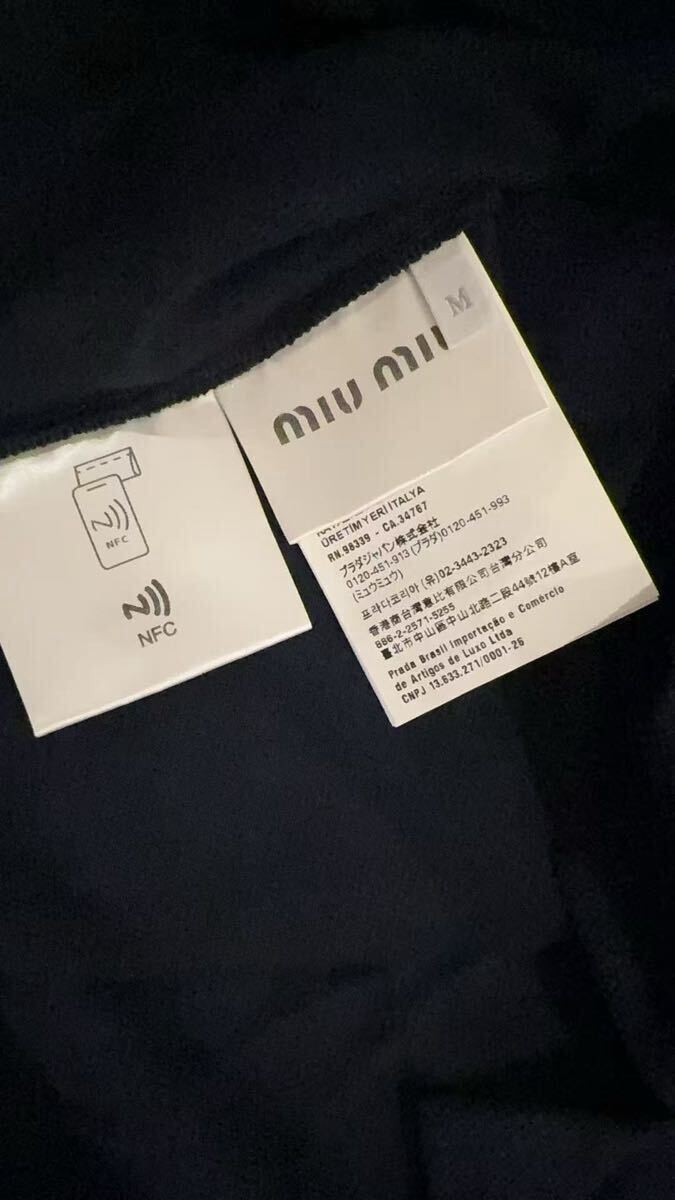 M
miu miu
ÜRETİM YERİ İTALYA
RN.98339 - CA.34767
プラダジャパン株式会社
0120-451-913(プラダ)0120-451-993
(ミュウミュウ)
프라다코리아 (유)02-3443-2323
香港商台灣惠比有限公司台灣分公司
886-2-2571-5255
臺北市中山區中山北路二段44號12樓A室
Prada Brasil Importação e Comércio
de Artigos de Luxo Ltda
CNPJ 13.633.271/0001-26
NFC
NFC